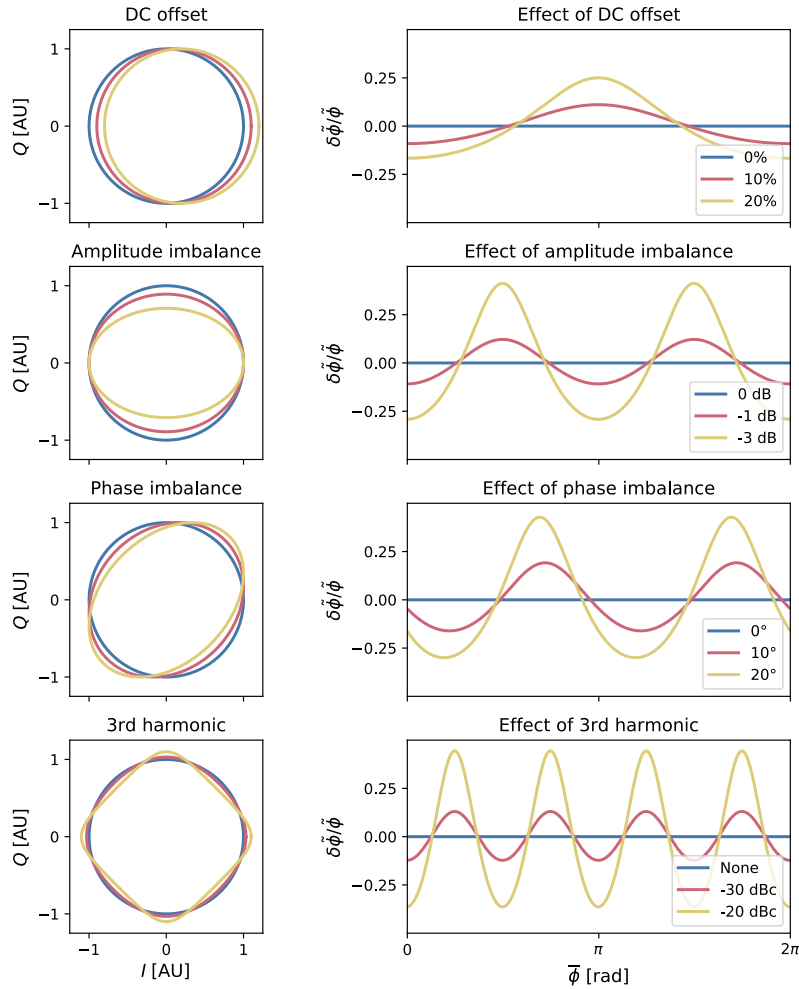 DC offset
Effect of DC offset
Q [AU]
1
0
−1
δϕ̃/ϕ̃
0.25
0.00
−0.25
0%
10%
20%
Amplitude imbalance
Effect of amplitude imbalance
Q [AU]
1
0
−1
δϕ̃/ϕ̃
0.25
0.00
−0.25
0 dB
-1 dB
-3 dB
Phase imbalance
Effect of phase imbalance
Q [AU]
1
0
−1
δϕ̃/ϕ̃
0.25
0.00
−0.25
0°
10°
20°
3rd harmonic
Effect of 3rd harmonic
Q [AU]
1
0
−1
δϕ̃/ϕ̃
0.25
0.00
−0.25
None
-30 dBc
-20 dBc
−1 0 1
I [AU]
0 π 2π
ϕ̅ [rad]